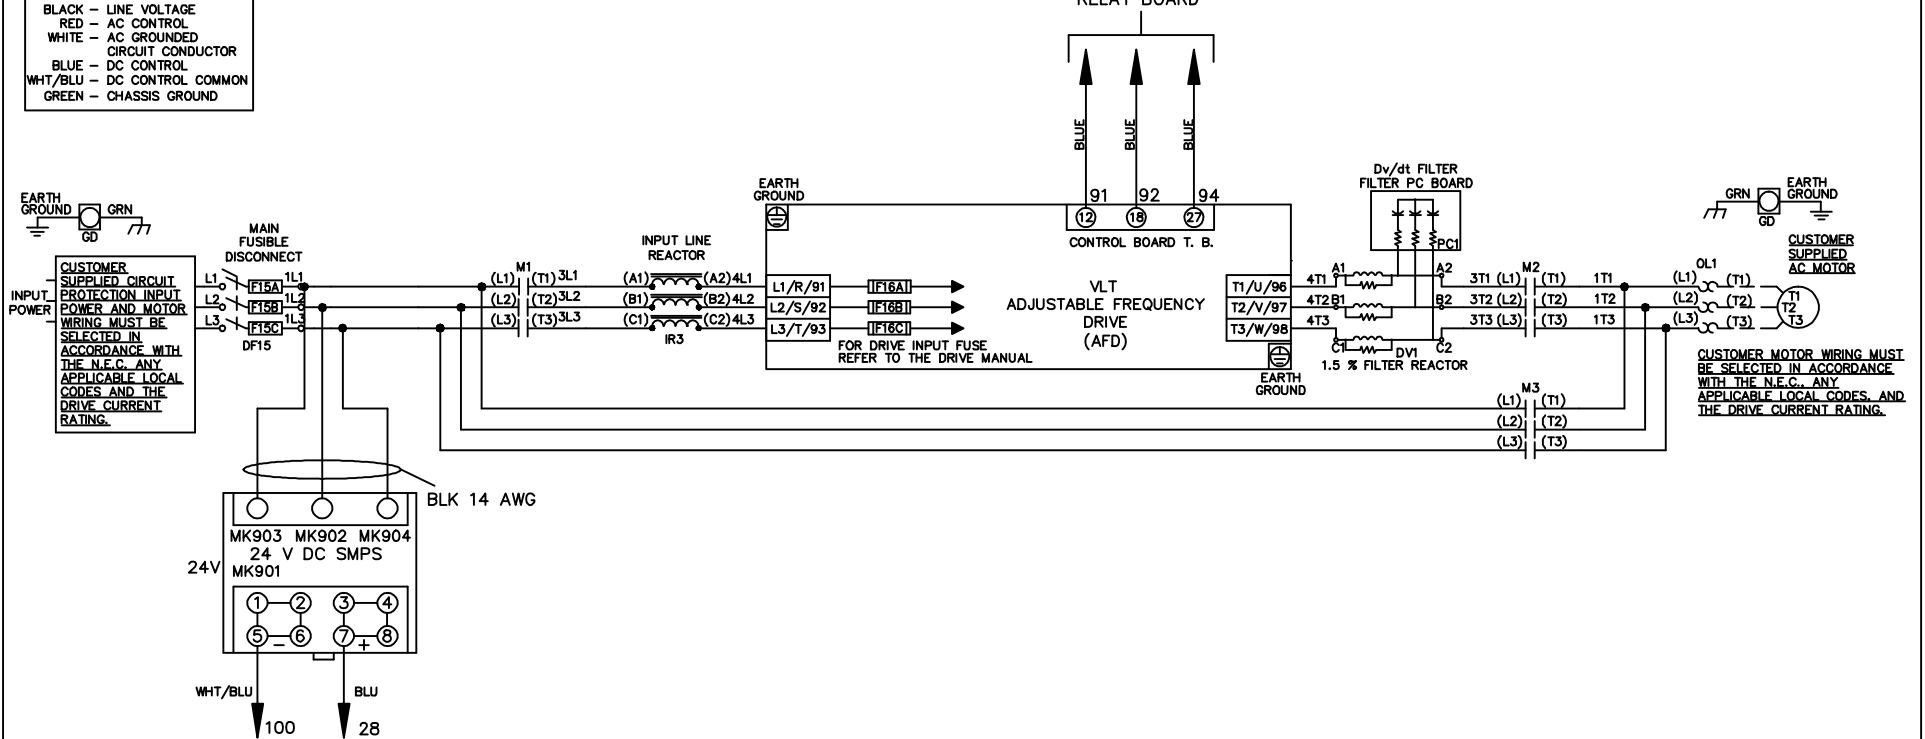 BLACK – LINE VOLTAGE
RED – AC CONTROL
WHITE – AC GROUNDED
CIRCUIT CONDUCTOR
BLUE – DC CONTROL
WHT/BLU – DC CONTROL COMMON
GREEN – CHASSIS GROUND
RELAY BOARD
BLUE
BLUE
BLUE
91
92
94
12
18
27
CONTROL BOARD T. B.
EARTH
GROUND
GRN
GD
MAIN
FUSIBLE
DISCONNECT
INPUT
POWER
CUSTOMER
SUPPLIED CIRCUIT
PROTECTION INPUT
POWER AND MOTOR
WIRING MUST BE
SELECTED IN
ACCORDANCE WITH
THE N.E.C. ANY
APPLICABLE LOCAL
CODES AND THE
DRIVE CURRENT
RATING.
L1 F15A 1L1
L2 F15B 1L2
L3 F15C 1L3
DF15
M1
(L1) (T1) 3L1
(L2) (T2) 3L2
(L3) (T3) 3L3
INPUT LINE
REACTOR
(A1) (A2) 4L1
(B1) (B2) 4L2
(C1) (C2) 4L3
IR3
EARTH
GROUND
L1/R/91
L2/S/92
L3/T/93
F16A
F16B
F16C
FOR DRIVE INPUT FUSE
REFER TO THE DRIVE MANUAL
VLT
ADJUSTABLE FREQUENCY
DRIVE
(AFD)
T1/U/96
T2/V/97
T3/W/98
EARTH
GROUND
Dv/dt FILTER
FILTER PC BOARD
PC1
4T1 A1 A2
4T2 B1 B2
4T3 C1 C2
DV1
1.5 % FILTER REACTOR
M2
3T1 (L1) (T1) 1T1
3T2 (L2) (T2) 1T2
3T3 (L3) (T3) 1T3
M3
(L1) (T1)
(L2) (T2)
(L3) (T3)
OL1
(L1) (T1)
(L2) (T2)
(L3) (T3)
T1
T2
T3
GRN
GD
EARTH
GROUND
CUSTOMER
SUPPLIED
AC MOTOR
CUSTOMER MOTOR WIRING MUST
BE SELECTED IN ACCORDANCE
WITH THE N.E.C., ANY
APPLICABLE LOCAL CODES, AND
THE DRIVE CURRENT RATING.
BLK 14 AWG
MK903 MK902 MK904
24 V DC SMPS
24V
MK901
1 2 3 4
5 – 6 7 + 8
WHT/BLU
BLU
100
28